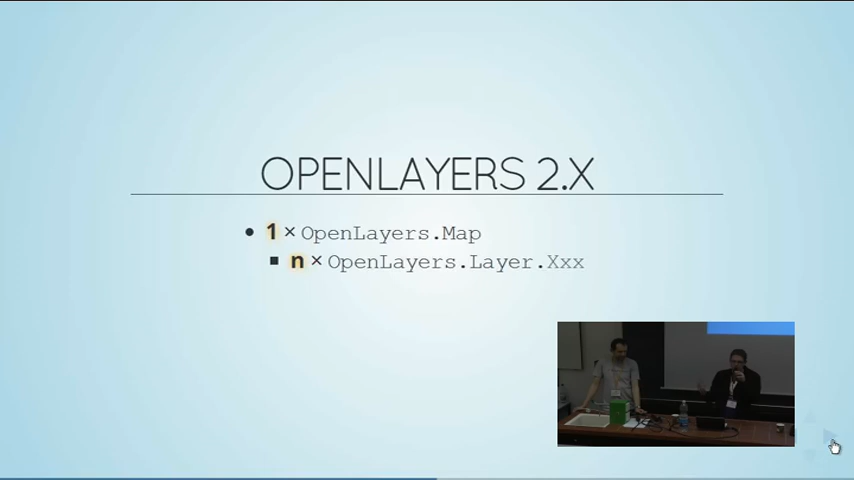 OPENLAYERS 2.X
• 1 × OpenLayers.Map
▪ n × OpenLayers.Layer.Xxx